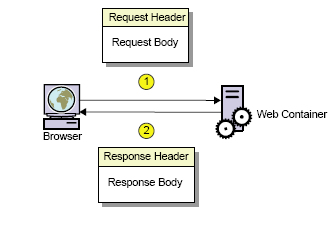 Request Header
Request Body
1
Browser
Web Container
2
Response Header
Response Body